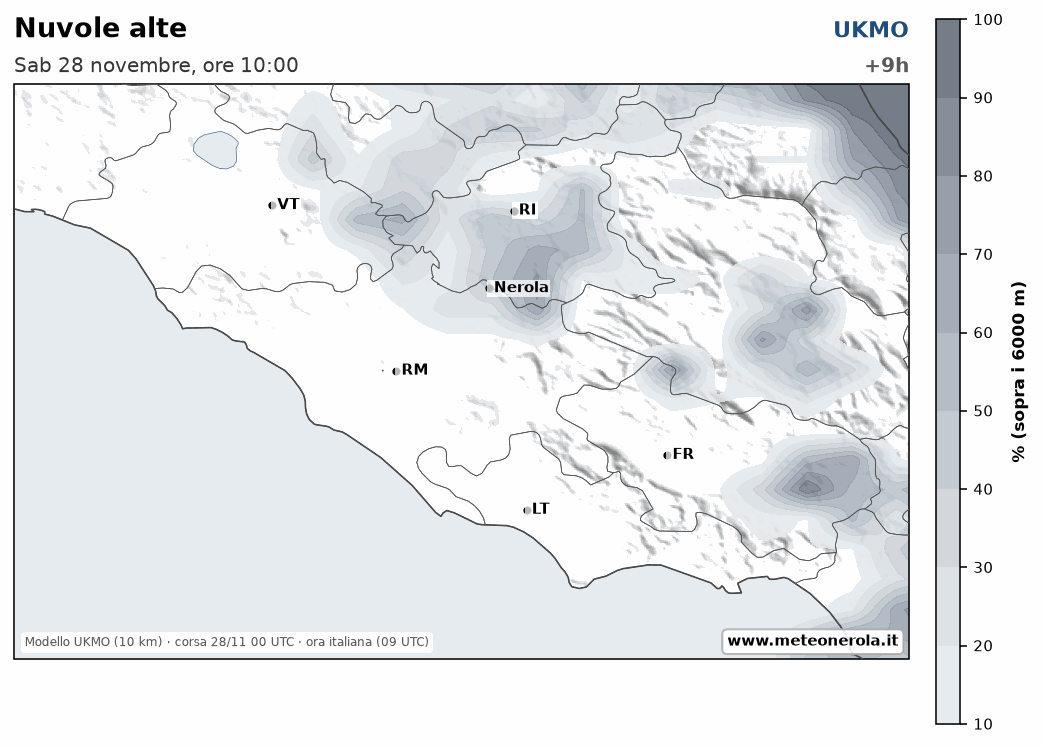 Nuvole alte
UKMO
Sab 28 novembre, ore 10:00
+9h
100
90
80
70
60
50
40
30
20
10
% (sopra i 6000 m)
VT
RI
Nerola
RM
FR
LT
Modello UKMO (10 km) · corsa 28/11 00 UTC · ora italiana (09 UTC)
www.meteonerola.it